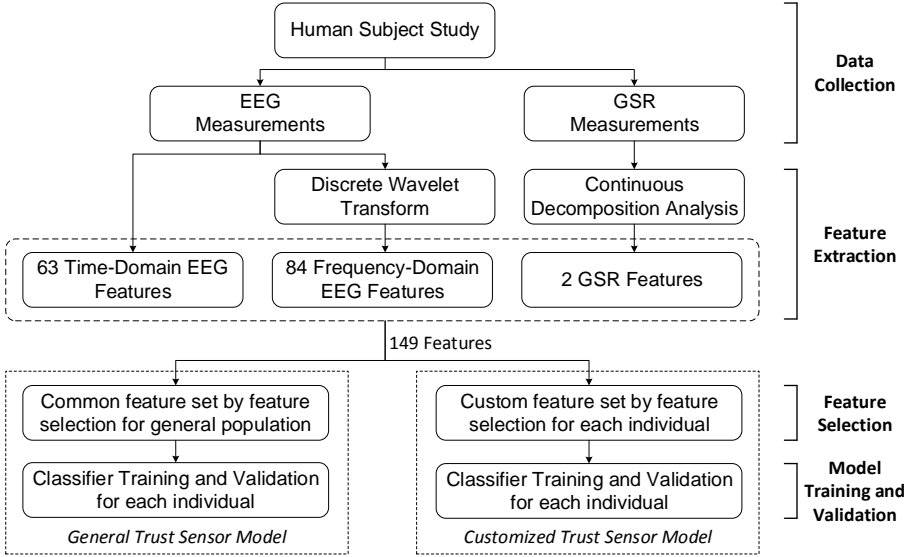 Human Subject Study
Data
Collection
EEG
Measurements
GSR
Measurements
Discrete Wavelet
Transform
Continuous
Decomposition Analysis
Feature
Extraction
63 Time-Domain EEG
Features
84 Frequency-Domain
EEG Features
2 GSR Features
149 Features
Common feature set by feature
selection for general population
Custom feature set by feature
selection for each individual
Feature
Selection
Classifier Training and Validation
for each individual
Classifier Training and Validation
for each individual
Model
Training and
Validation
General Trust Sensor Model
Customized Trust Sensor Model